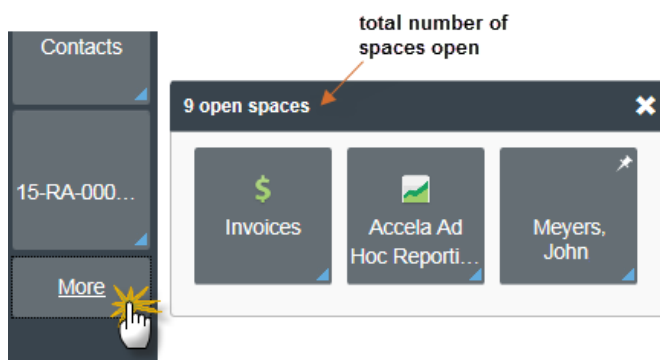 total number of
spaces open
Contacts
15-RA-000...
More
9 open spaces
$
Invoices
Accela Ad
Hoc Reporti...
Meyers,
John